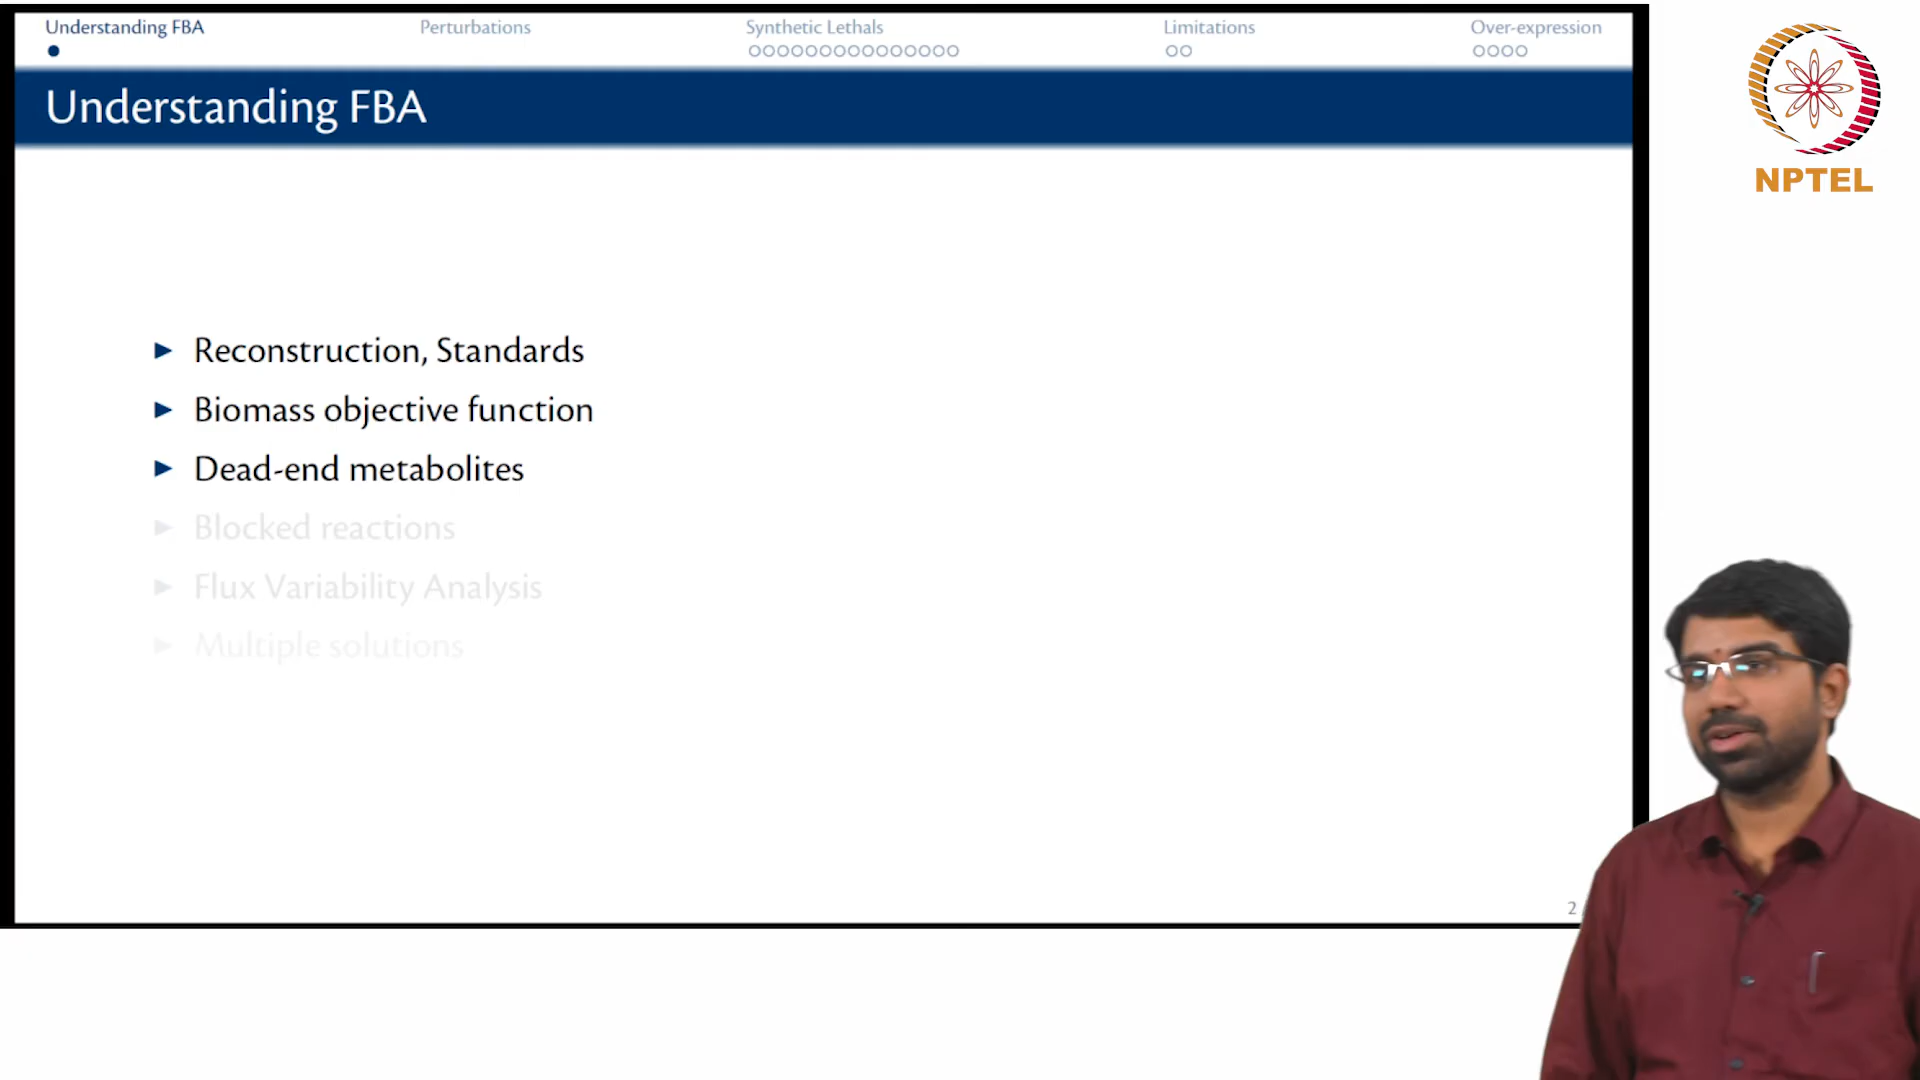 Understanding FBA
Perturbations
Synthetic Lethals
Limitations
Over-expression
Understanding FBA
NPTEL
Reconstruction, Standards
Biomass objective function
Dead-end metabolites
Blocked reactions
Flux Variability Analysis
Multiple solutions
2